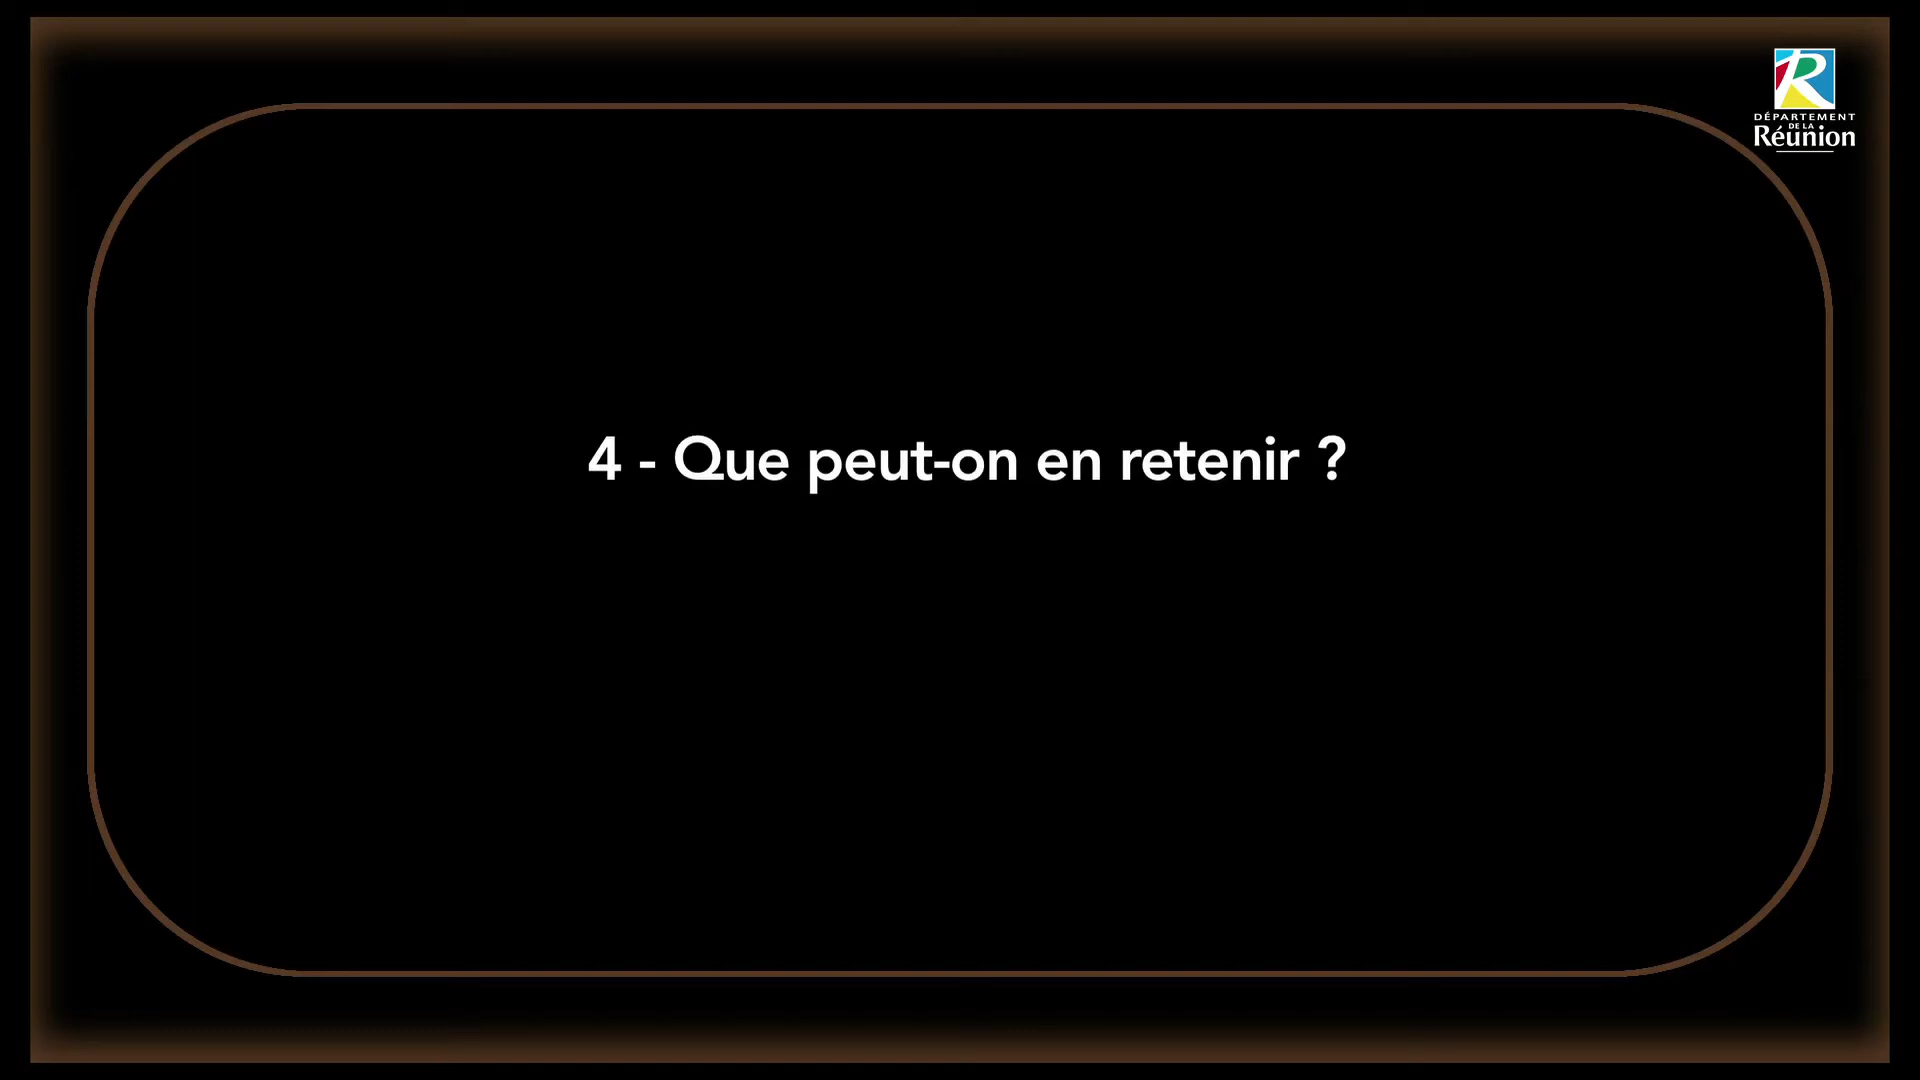 DÉPARTEMENT
DE LA
Réunion
4 - Que peut-on en retenir ?